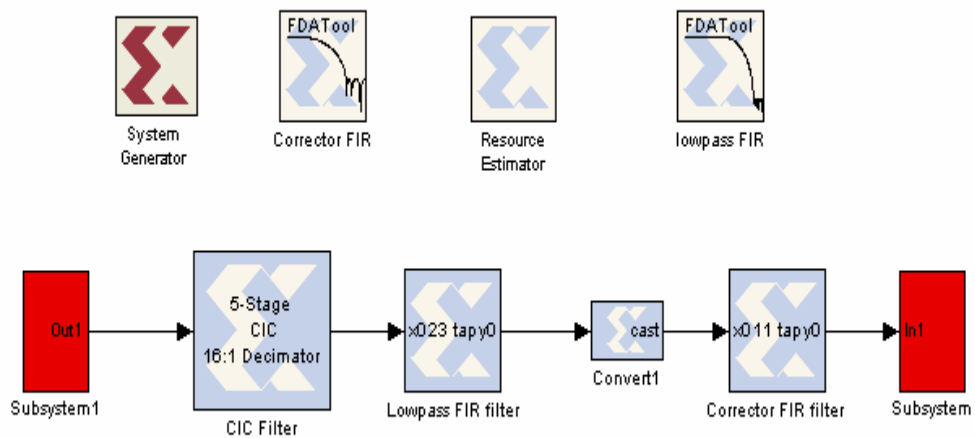 FDATool
FDATool
System
Generator
Corrector FIR
Resource
Estimator
lowpass FIR
Out1
5-Stage
CIC
16:1 Decimator
x023 tapy0
cast
x011 tapy0
In1
Subsystem1
CIC Filter
Lowpass FIR filter
Convert1
Corrector FIR filter
Subsystem